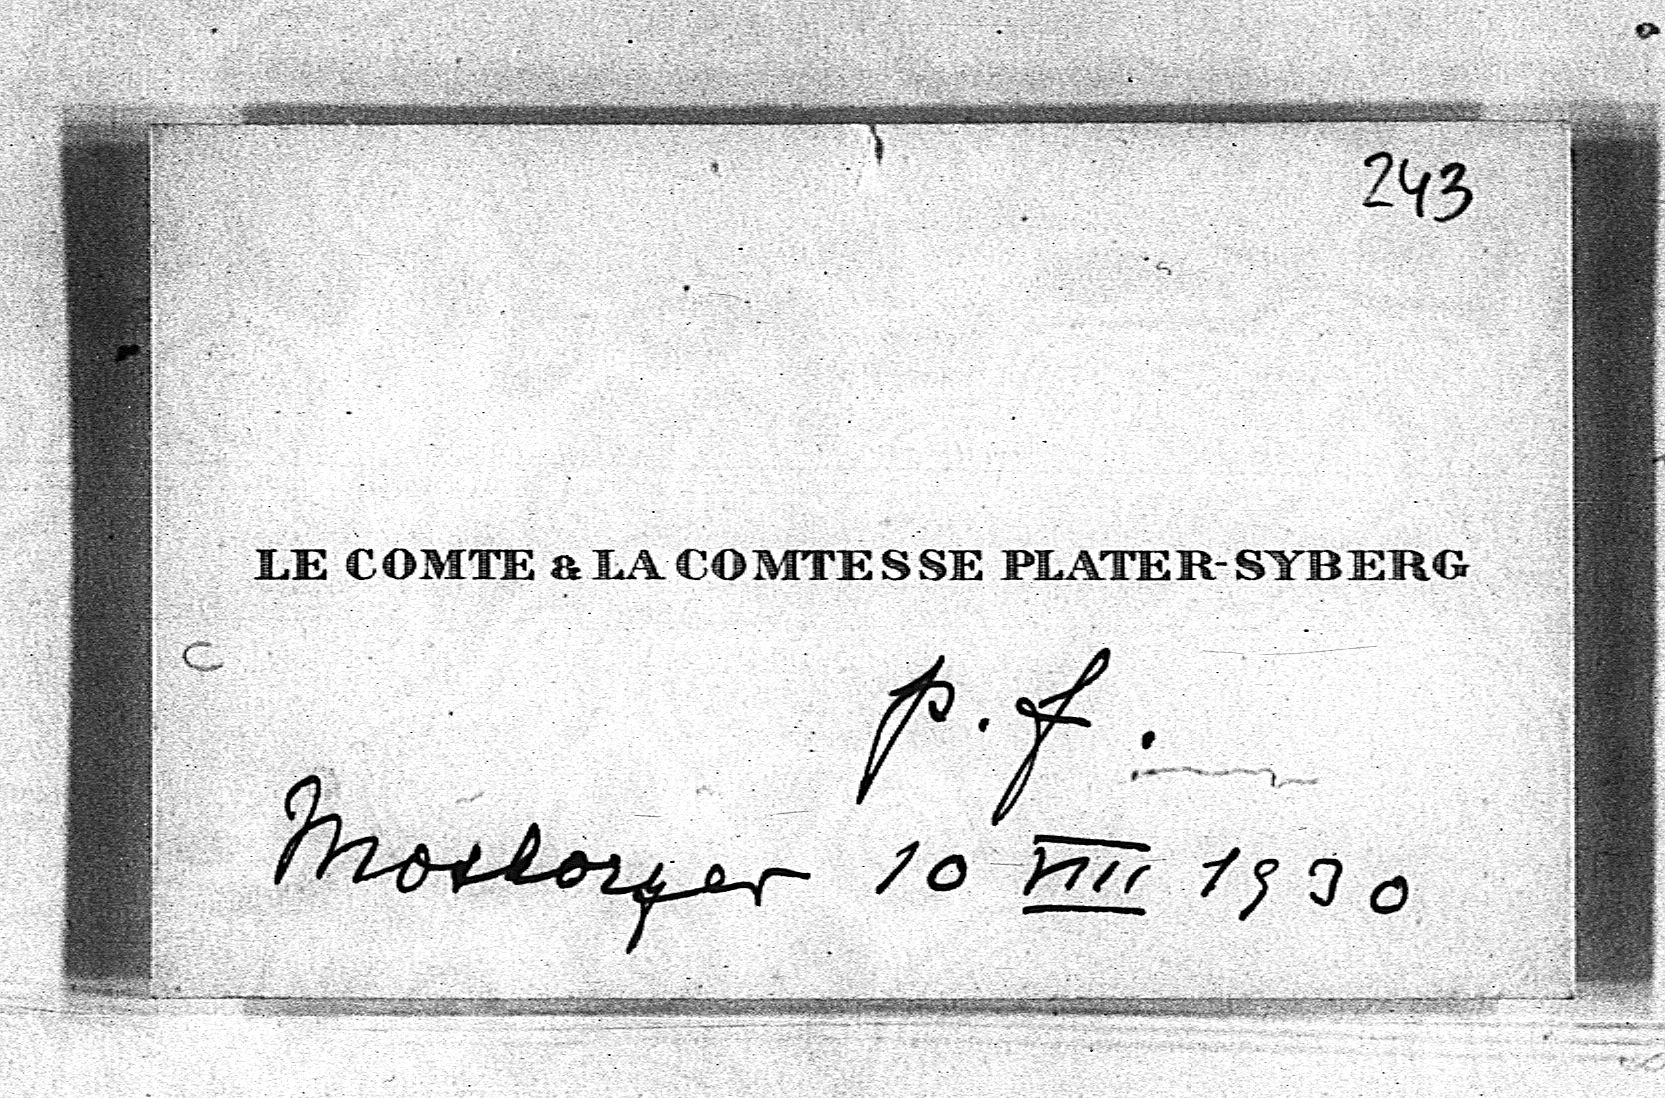 243
LE COMTE & LA COMTESSE PLATER-SYBERG
p. f.
10 VIII 1930